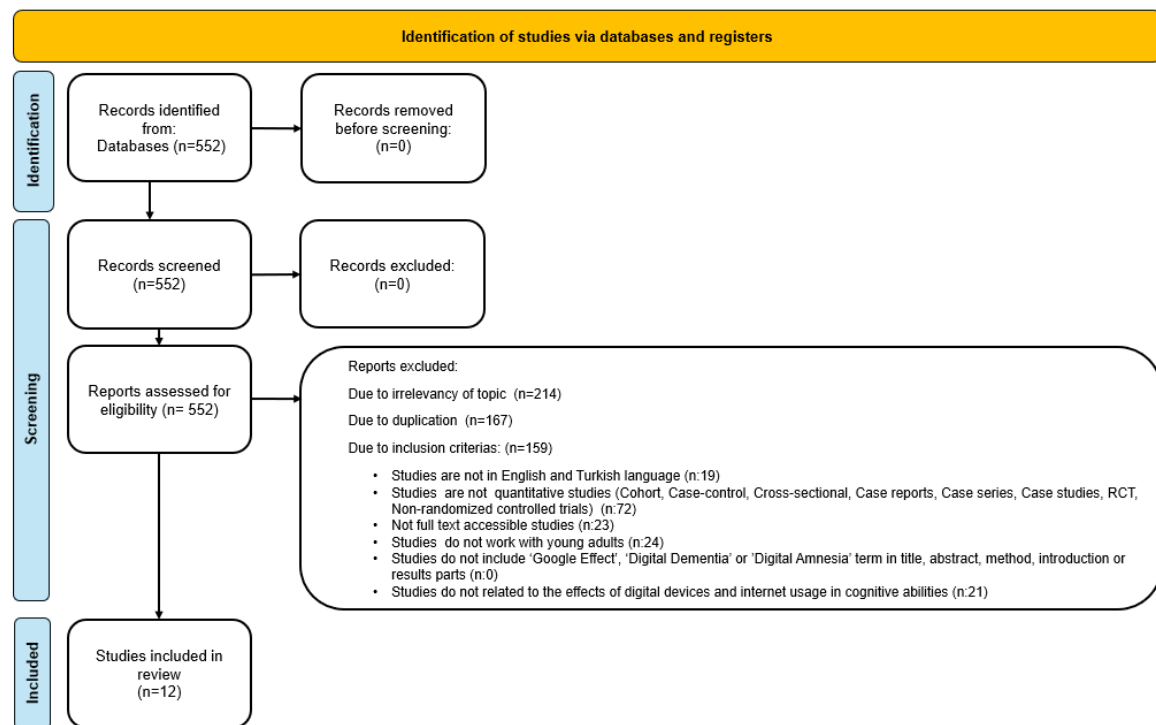 Identification of studies via databases and registers
Identification
Records identified
from:
Databases (n=552)
Records removed
before screening:
(n=0)
Screening
Records screened
(n=552)
Records excluded:
(n=0)
Reports assessed for
eligibility (n= 552)
Reports excluded:
Due to irrelevancy of topic (n=214)
Due to duplication (n=167)
Due to inclusion criterias: (n=159)
• Studies are not in English and Turkish language (n:19)
• Studies are not quantitative studies (Cohort, Case-control, Cross-sectional, Case reports, Case series, Case studies, RCT,
Non-randomized controlled trials) (n:72)
• Not full text accessible studies (n:23)
• Studies do not work with young adults (n:24)
• Studies do not include ‘Google Effect’, ‘Digital Dementia’ or ’Digital Amnesia’ term in title, abstract, method, introduction or
results parts (n:0)
• Studies do not related to the effects of digital devices and internet usage in cognitive abilities (n:21)
Included
Studies included in
review
(n=12)